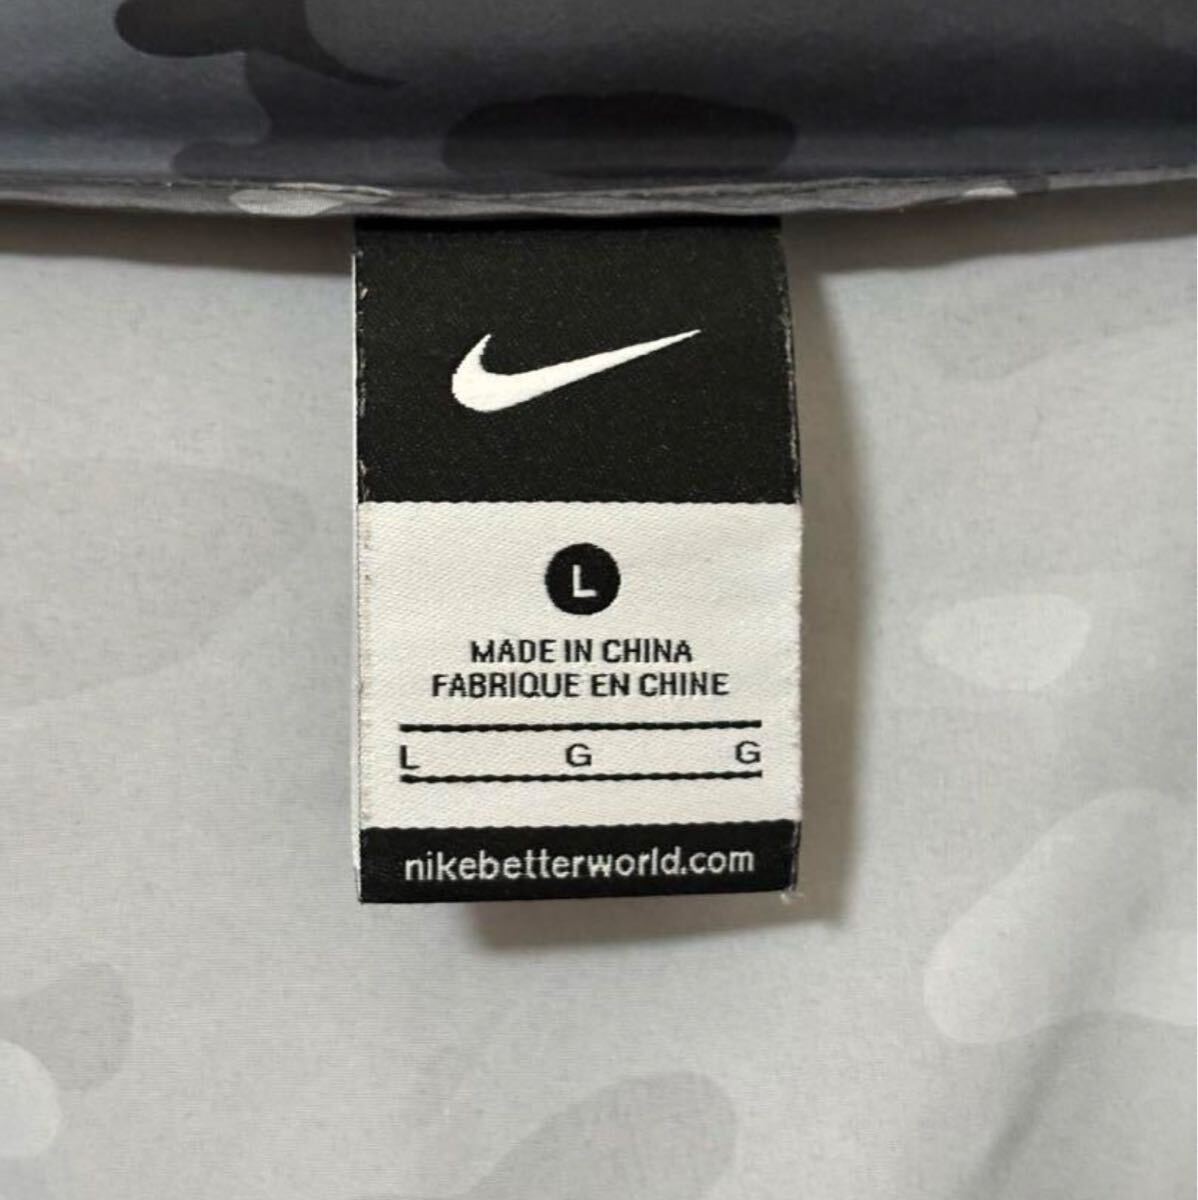 L
MADE IN CHINA
FABRIQUE EN CHINE
L G G
nikebetterworld.com